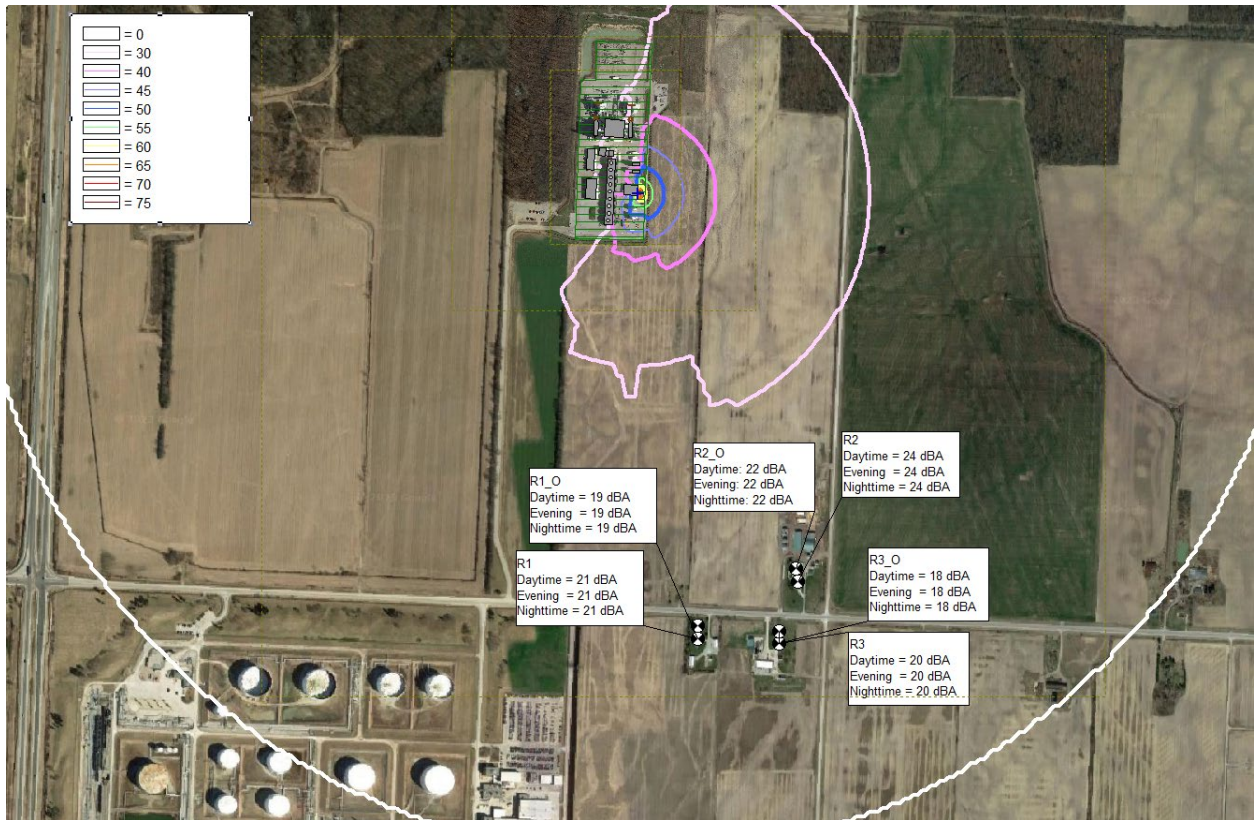 = 0
= 30
= 40
= 45
= 50
= 55
= 60
= 65
= 70
= 75
R2
Daytime = 24 dBA
Evening = 24 dBA
Nighttime = 24 dBA
R2_O
Daytime: 22 dBA
Evening: 22 dBA
Nighttime: 22 dBA
R1_O
Daytime = 19 dBA
Evening = 19 dBA
Nighttime = 19 dBA
R1
Daytime = 21 dBA
Evening = 21 dBA
Nighttime = 21 dBA
R3_O
Daytime = 18 dBA
Evening = 18 dBA
Nighttime = 18 dBA
R3
Daytime = 20 dBA
Evening = 20 dBA
Nighttime = 20 dBA